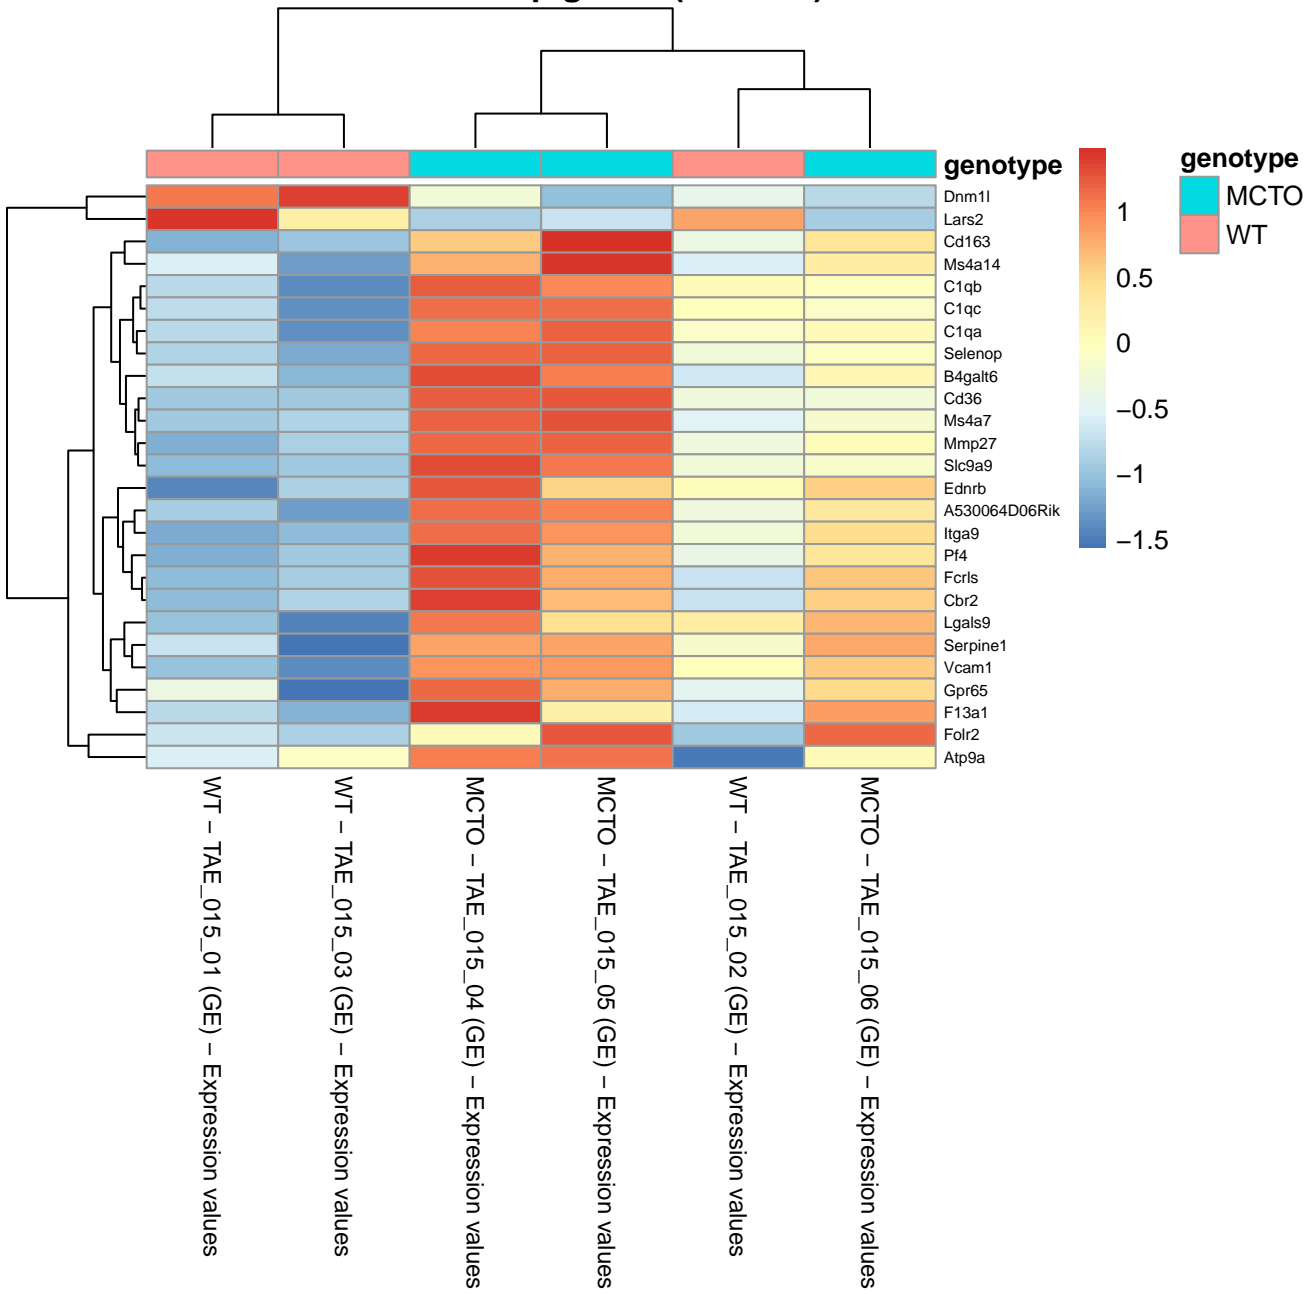 genotype
Dnm1l
Lars2
Cd163
Ms4a14
C1qb
C1qc
C1qa
Selenop
B4galt6
Cd36
Ms4a7
Mmp27
Slc9a9
Ednrb
A530064D06Rik
Itga9
Pf4
Fcrls
Cbr2
Lgals9
Serpine1
Vcam1
Gpr65
F13a1
Folr2
Atp9a
WT – TAE_015_01 (GE) – Expression values
WT – TAE_015_03 (GE) – Expression values
MCTO – TAE_015_04 (GE) – Expression values
MCTO – TAE_015_05 (GE) – Expression values
WT – TAE_015_02 (GE) – Expression values
MCTO – TAE_015_06 (GE) – Expression values
1
0.5
0
−0.5
−1
−1.5
genotype
MCTO
WT